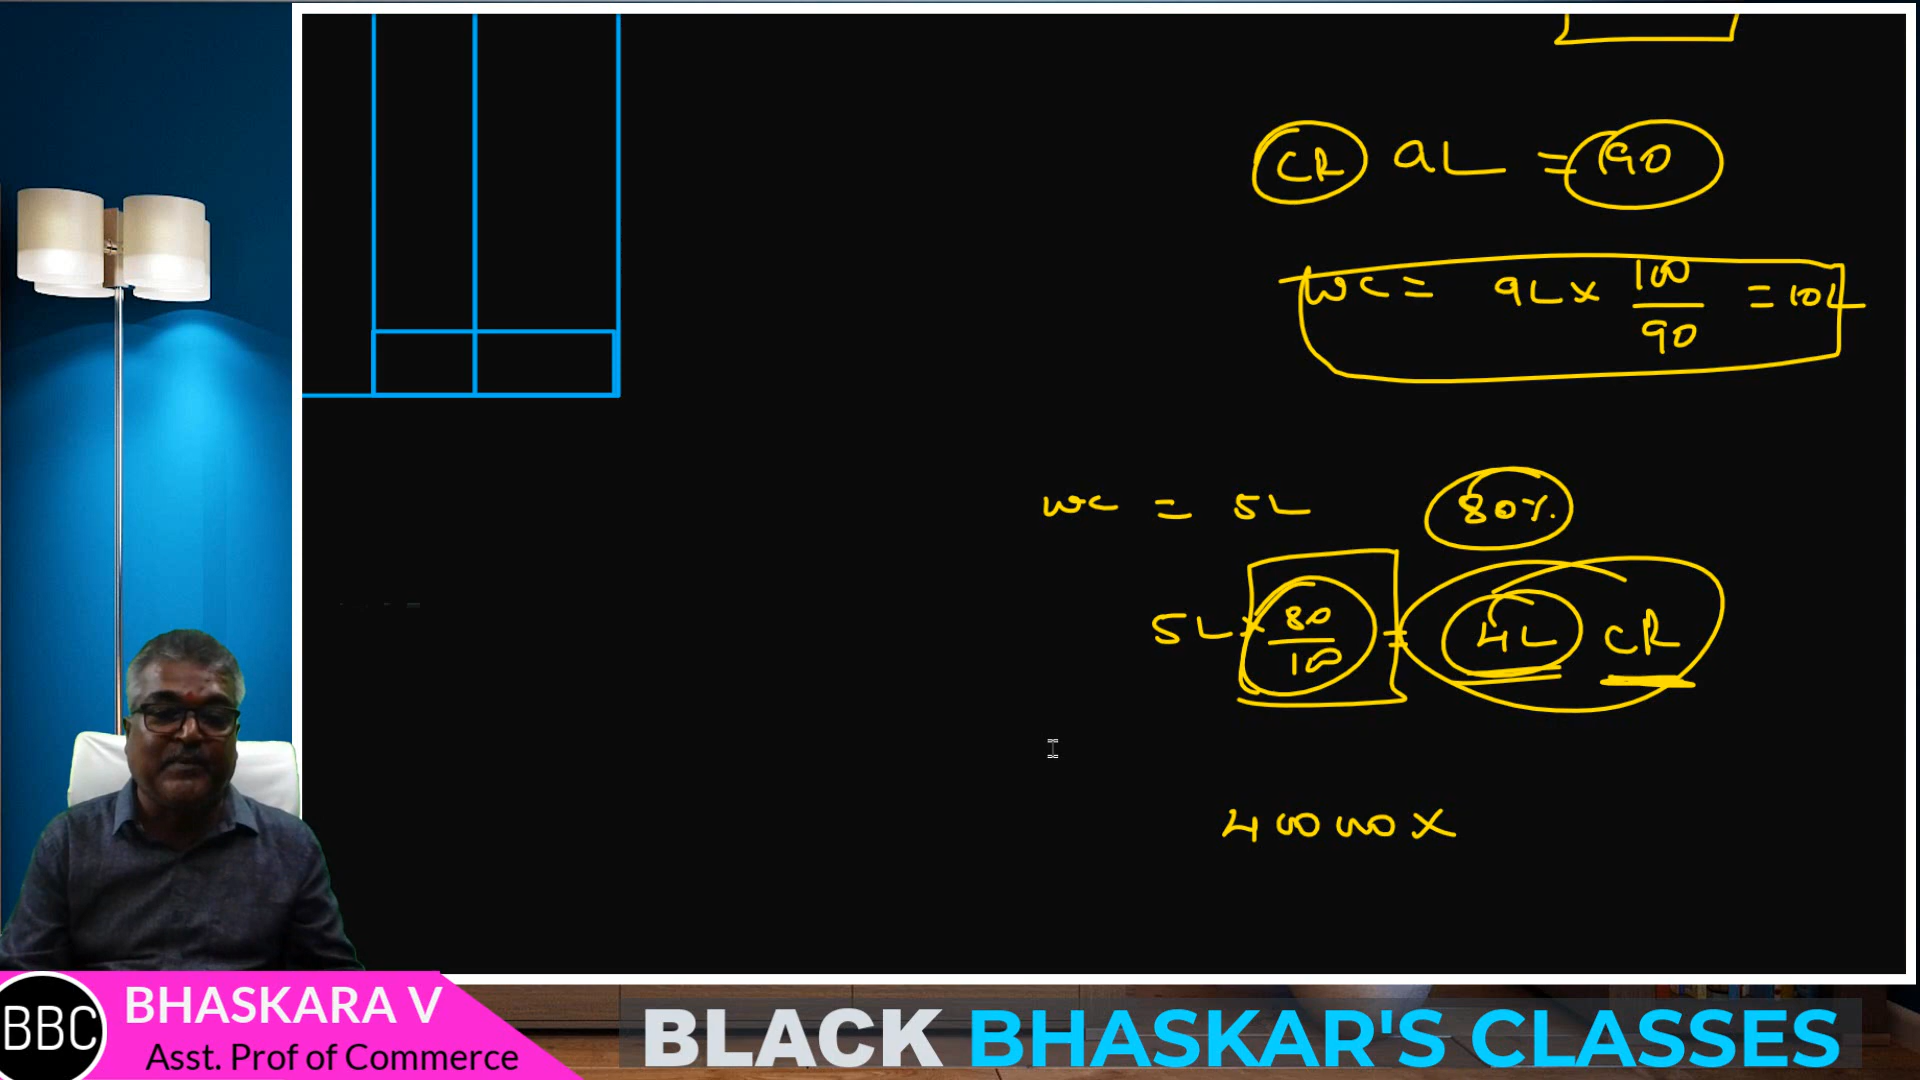 CR 9L = 90
WC = 9L × 100/90 = 10L
WC = 5L 80%
5L × 80/100 = 4L CR
400000 ×
BBC
BHASKARA V
Asst. Prof of Commerce
BLACK BHASKAR'S CLASSES